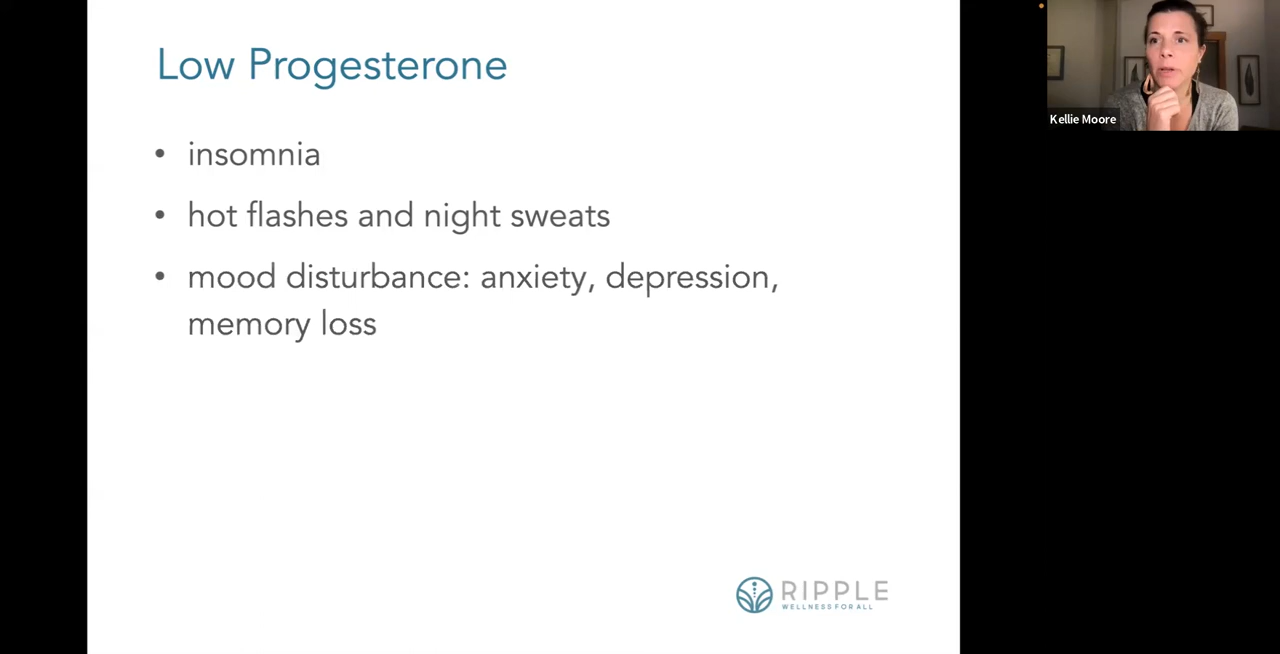 Low Progesterone
• insomnia
• hot flashes and night sweats
• mood disturbance: anxiety, depression,
memory loss
RIPPLE
WELLNESS FOR ALL
Kellie Moore